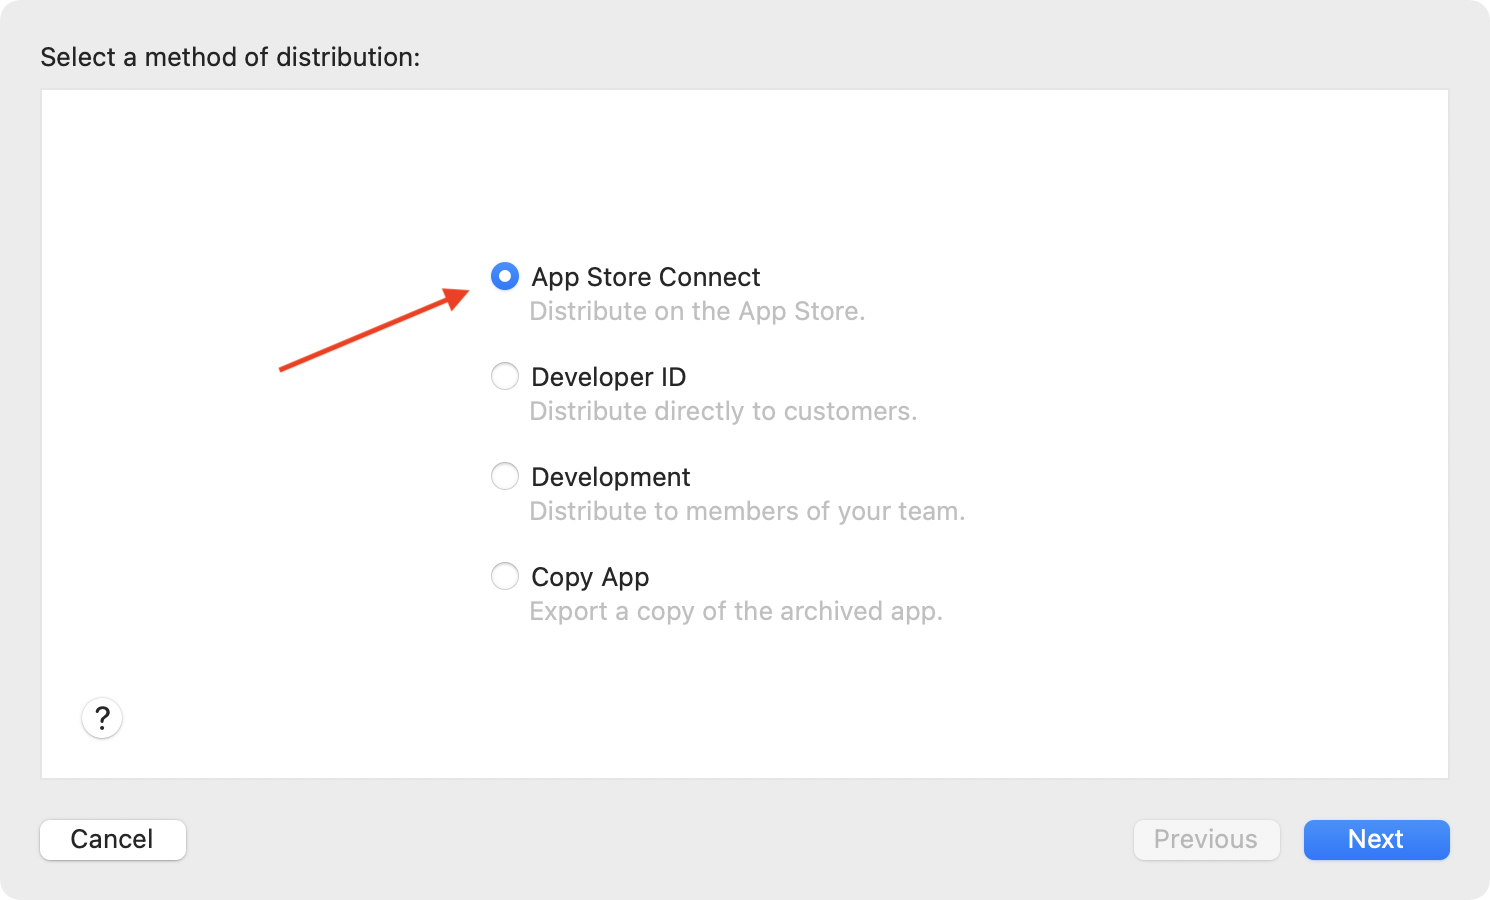 Select a method of distribution:
App Store Connect
Distribute on the App Store.
Developer ID
Distribute directly to customers.
Development
Distribute to members of your team.
Copy App
Export a copy of the archived app.
?
Cancel
Previous
Next